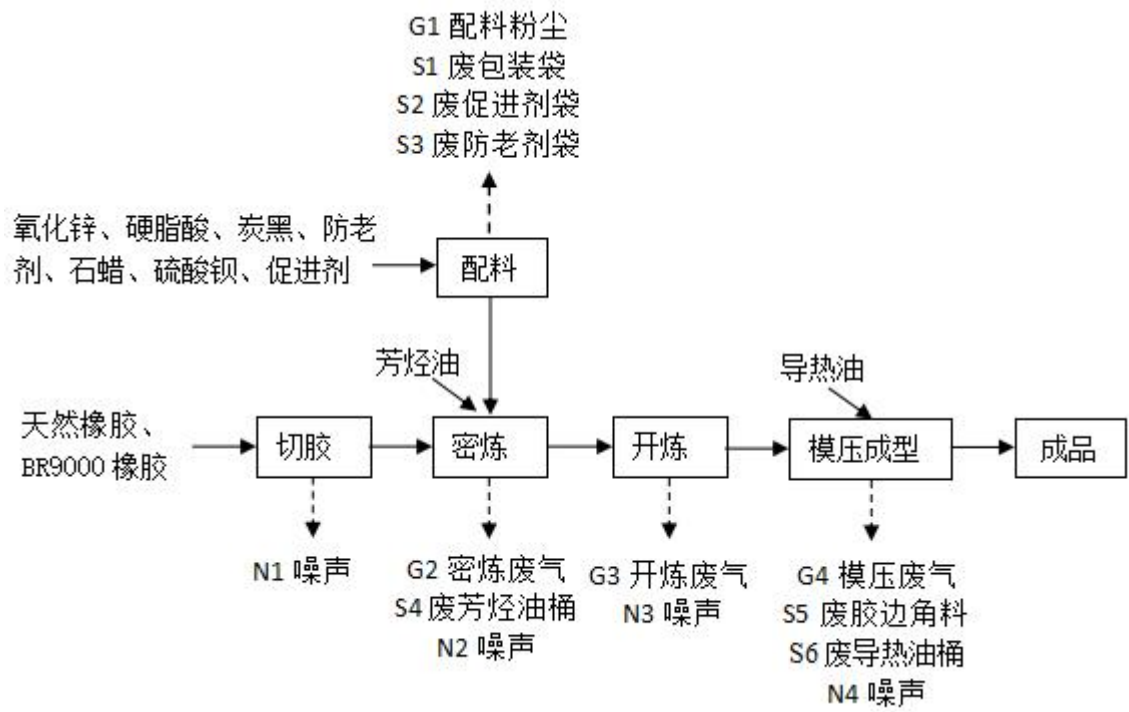 G1 配料粉尘
S1 废包装袋
S2 废促进剂袋
S3 废防老剂袋
氧化锌、硬脂酸、炭黑、防老
剂、石蜡、硫酸钡、促进剂
配料
芳烃油
导热油
天然橡胶、
BR9000 橡胶
切胶
密炼
开炼
模压成型
成品
N1 噪声
G2 密炼废气
S4 废芳烃油桶
N2 噪声
G3 开炼废气
N3 噪声
G4 模压废气
S5 废胶边角料
S6 废导热油桶
N4 噪声